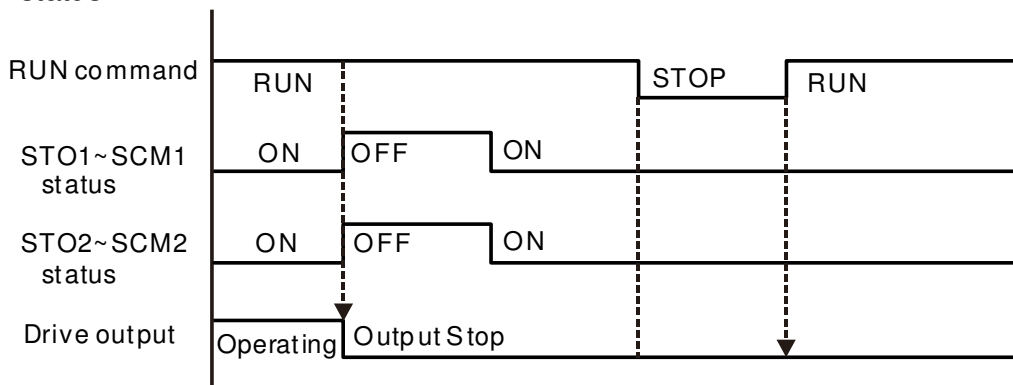 RUN command
RUN
STOP
RUN
STO1~SCM1
status
ON
OFF
ON
STO2~SCM2
status
ON
OFF
ON
Drive output
Operating
Output Stop